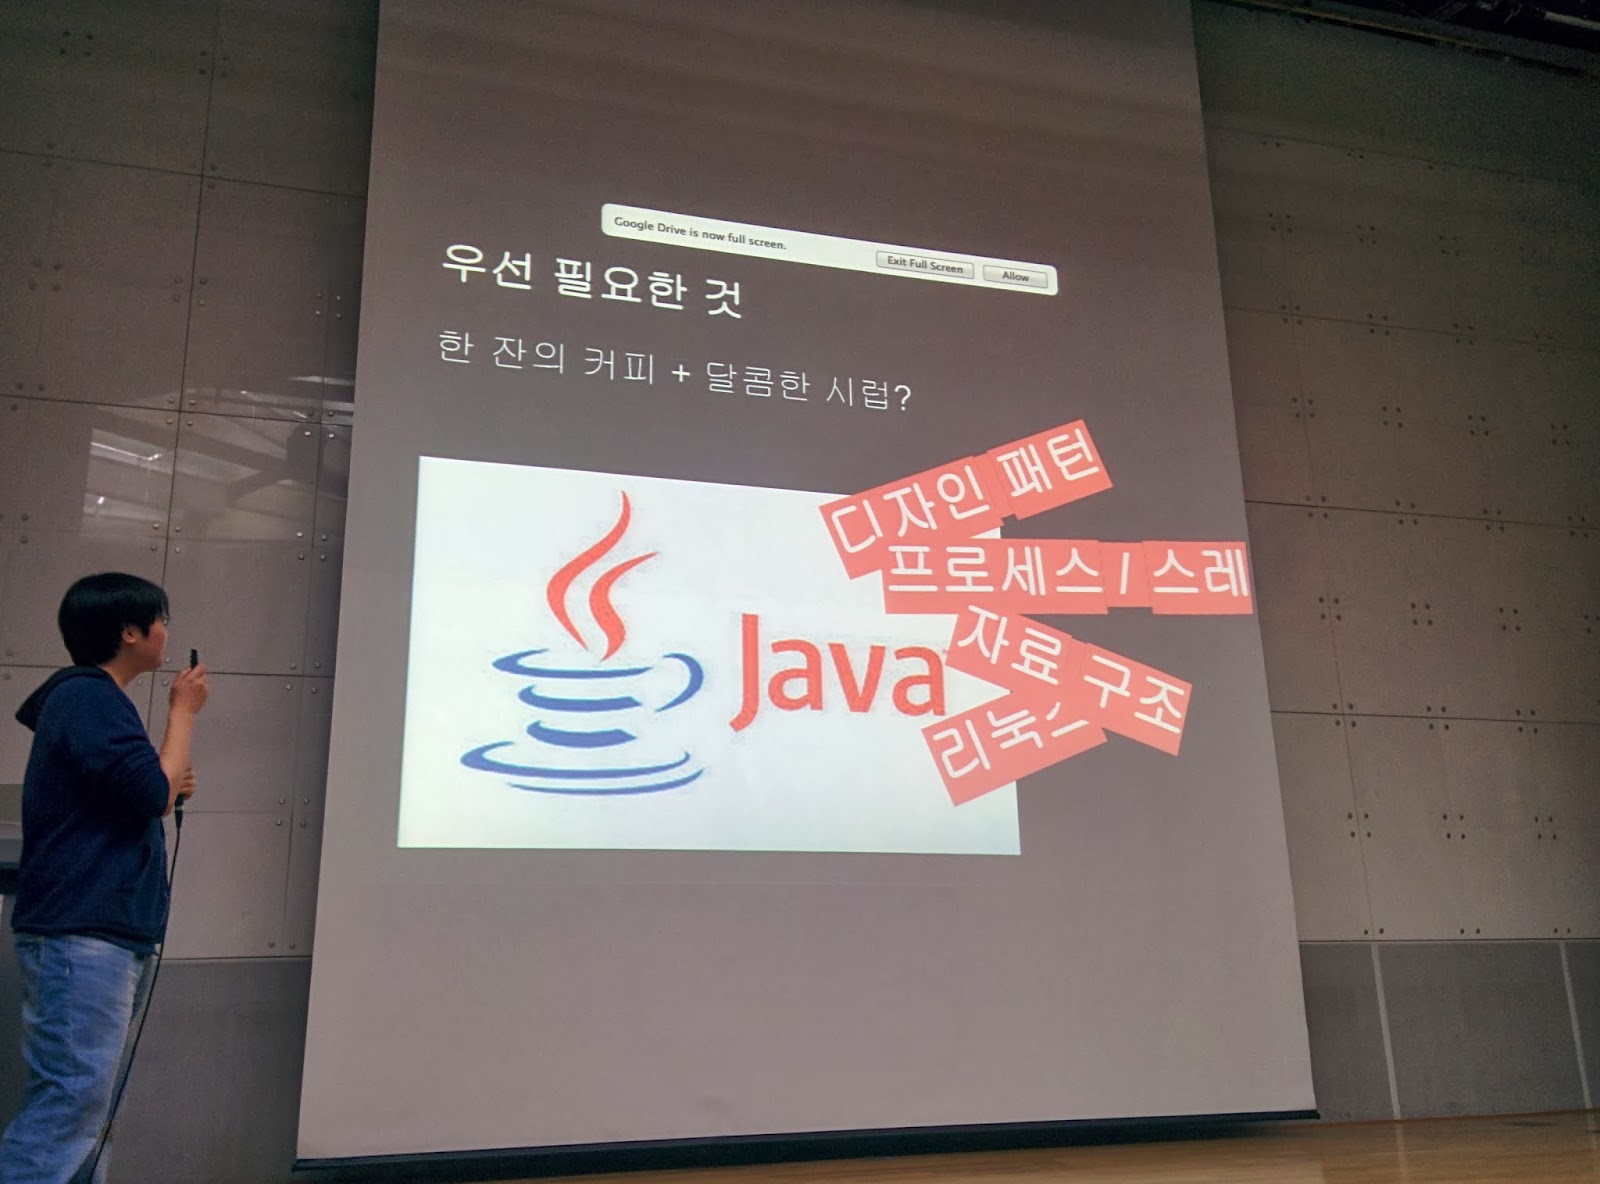 Google Drive is now full screen.
Exit Full Screen
Allow
우선 필요한 것
한 잔의 커피 + 달콤한 시럽?
디자인 패턴
프로세스 / 스레
자료 구조
Java
리눅스